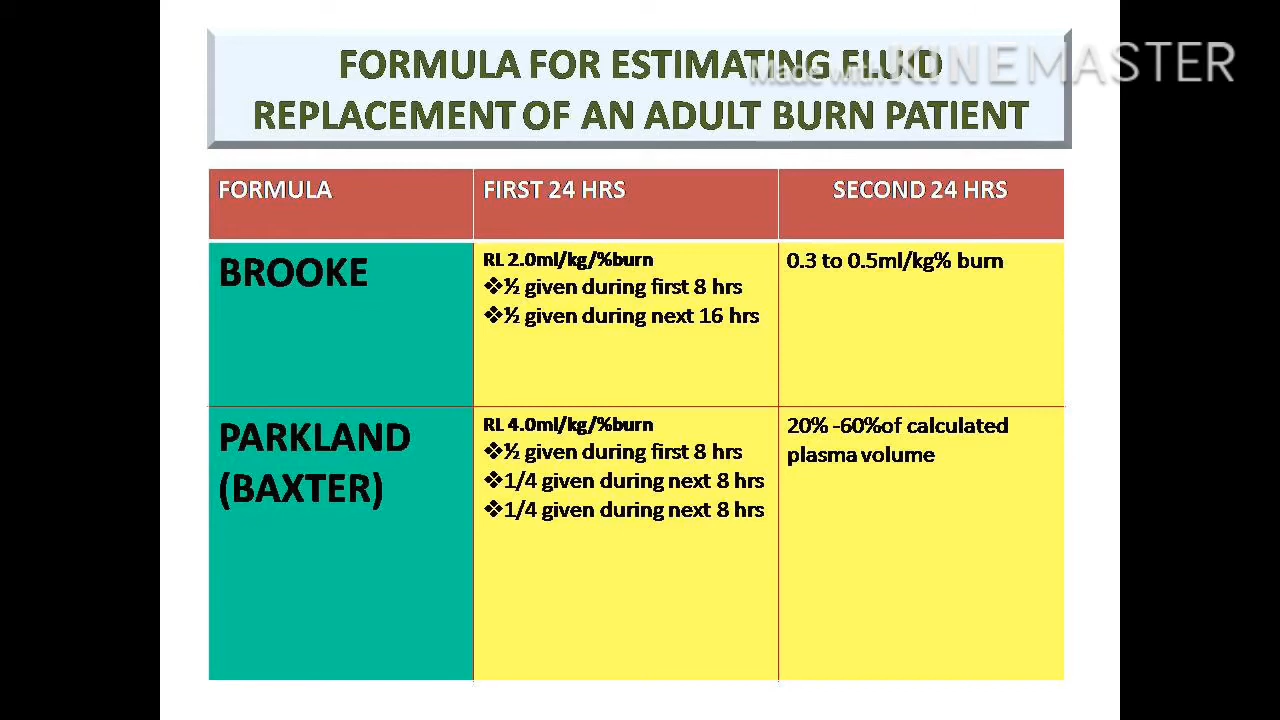 FORMULA FOR ESTIMATING FLUID
Made with KINEMASTER
REPLACEMENT OF AN ADULT BURN PATIENT
FORMULA
FIRST 24 HRS
SECOND 24 HRS
BROOKE
RL 2.0ml/kg/%burn
❖½ given during first 8 hrs
❖½ given during next 16 hrs
0.3 to 0.5ml/kg% burn
PARKLAND
(BAXTER)
RL 4.0ml/kg/%burn
❖½ given during first 8 hrs
❖1/4 given during next 8 hrs
❖1/4 given during next 8 hrs
20% -60%of calculated
plasma volume